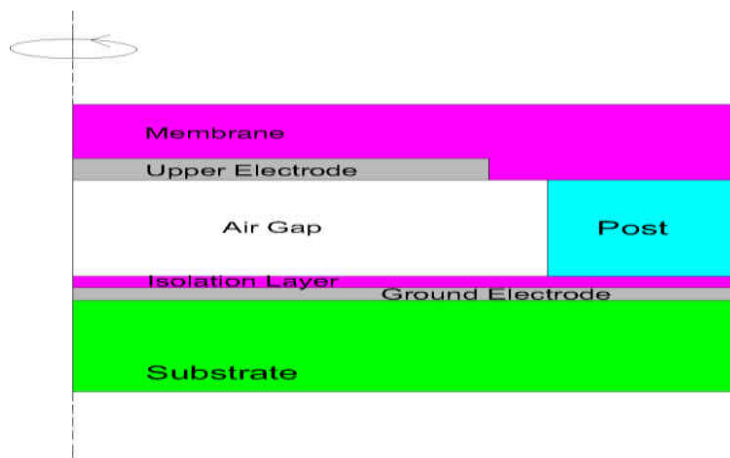 Membrane
Upper Electrode
Air Gap
Post
Isolation Layer
Ground Electrode
Substrate